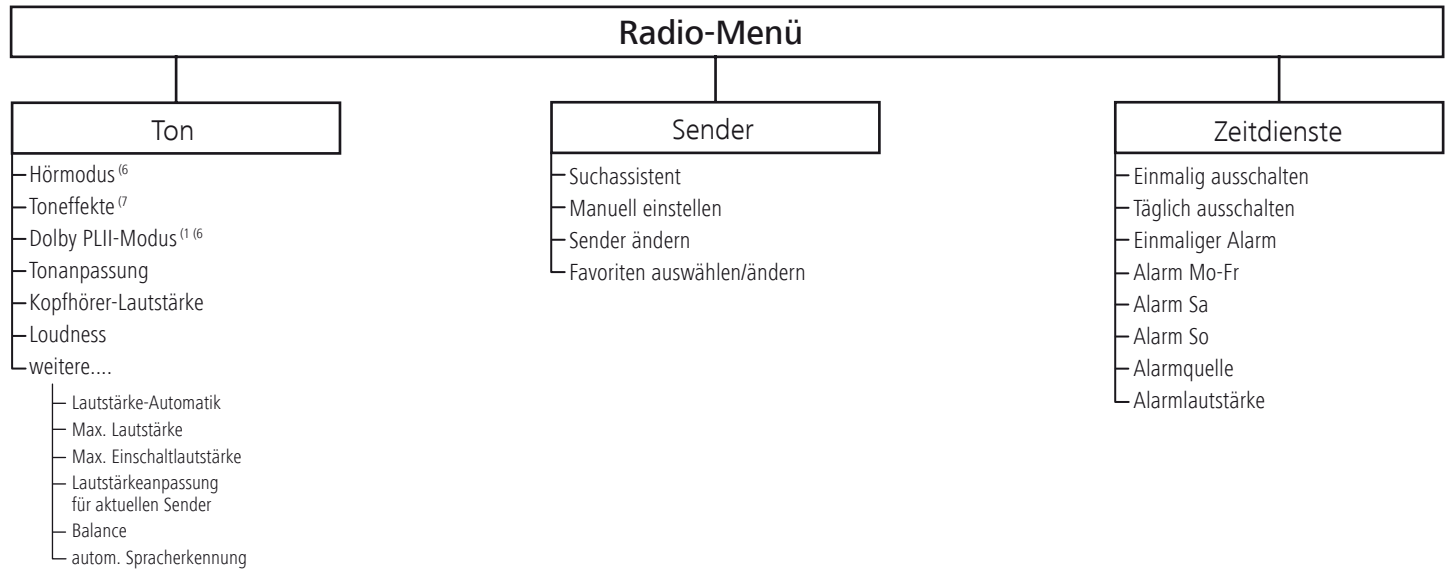 Radio-Menü
Ton
Hörmodus (6
Toneffekte (7
Dolby PLII-Modus (1 (6
Tonanpassung
Kopfhörer-Lautstärke
Loudness
weitere....
Lautstärke-Automatik
Max. Lautstärke
Max. Einschaltlautstärke
Lautstärkeanpassung
für aktuellen Sender
Balance
autom. Spracherkennung
Sender
Suchassistent
Manuell einstellen
Sender ändern
Favoriten auswählen/ändern
Zeitdienste
Einmalig ausschalten
Täglich ausschalten
Einmaliger Alarm
Alarm Mo-Fr
Alarm Sa
Alarm So
Alarmquelle
Alarmlautstärke